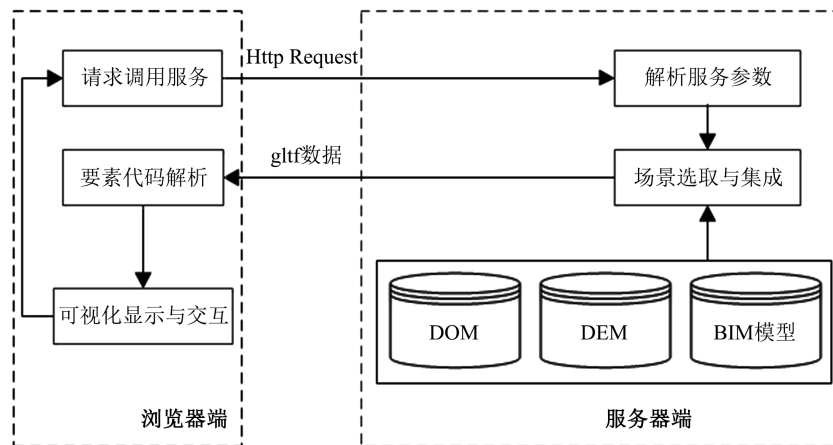 请求调用服务
Http Request
解析服务参数
要素代码解析
gltf数据
场景选取与集成
可视化显示与交互
DOM
DEM
BIM模型
浏览器端
服务器端